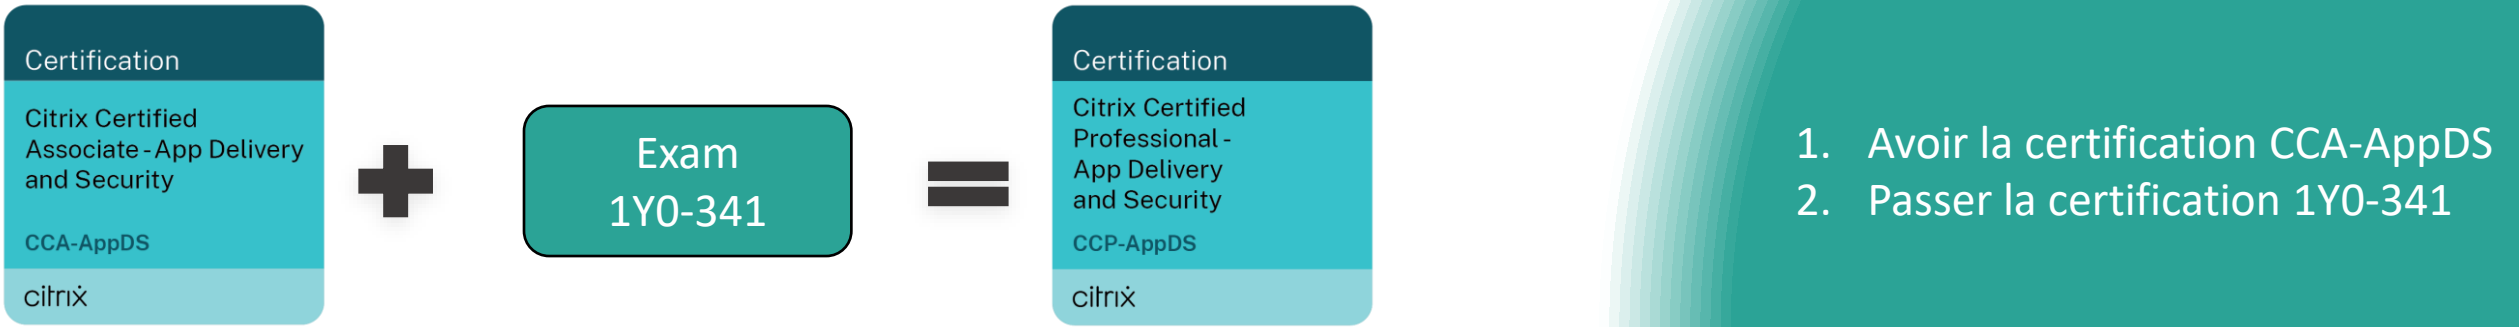 Certification
Citrix Certified
Associate - App Delivery
and Security
CCA-AppDS
citrix
Exam
1Y0-341
Certification
Citrix Certified
Professional -
App Delivery
and Security
CCP-AppDS
citrix
1. Avoir la certification CCA-AppDS
2. Passer la certification 1Y0-341